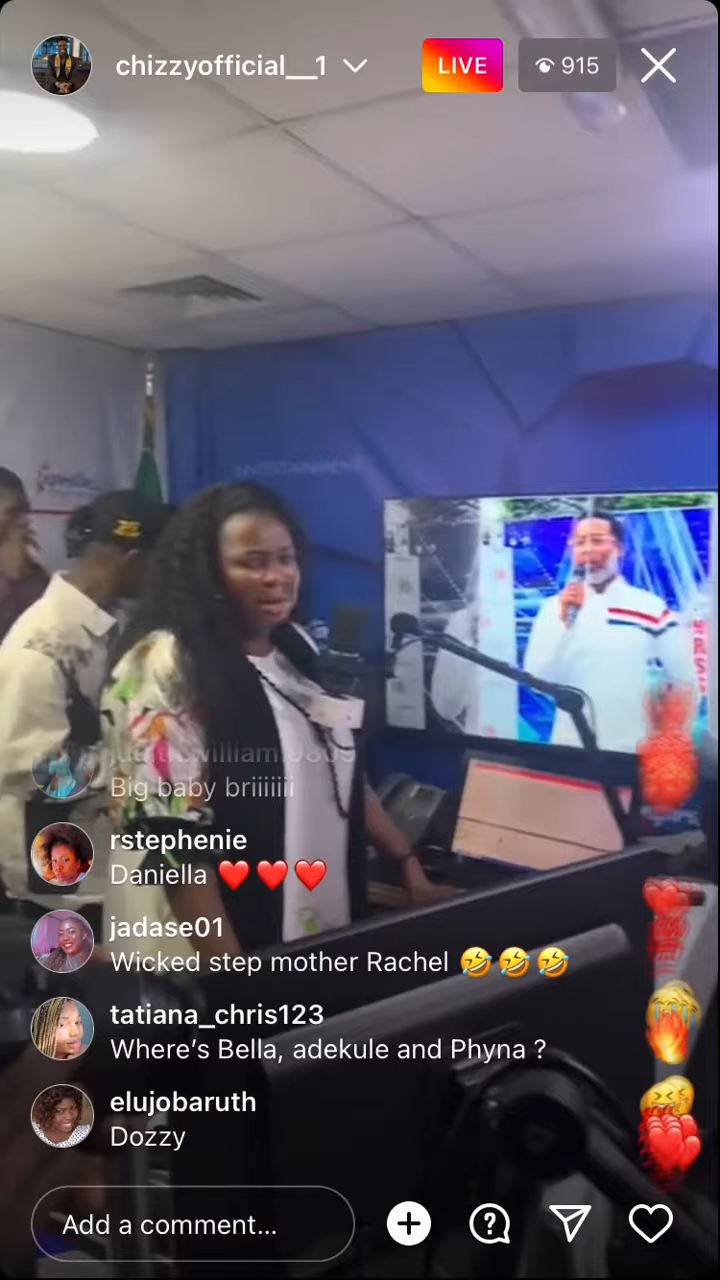 chizzyofficial__1
LIVE
915
ENTERTAINMENT
Big baby briiiiiii
rstephenie
Daniella ❤️❤️❤️
jadase01
Wicked step mother Rachel 🤣🤣🤣
tatiana_chris123
Where's Bella, adekule and Phyna ?
elujobaruth
Dozzy
Add a comment...